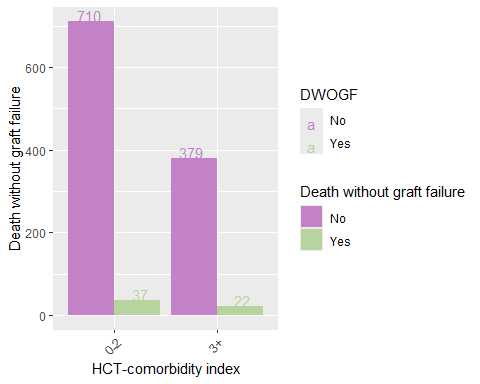 710
600
400
200
0
379
37
22
0-2
3+
Death without graft failure
HCT-comorbidity index
DWOGF
a No
a Yes
Death without graft failure
No
Yes